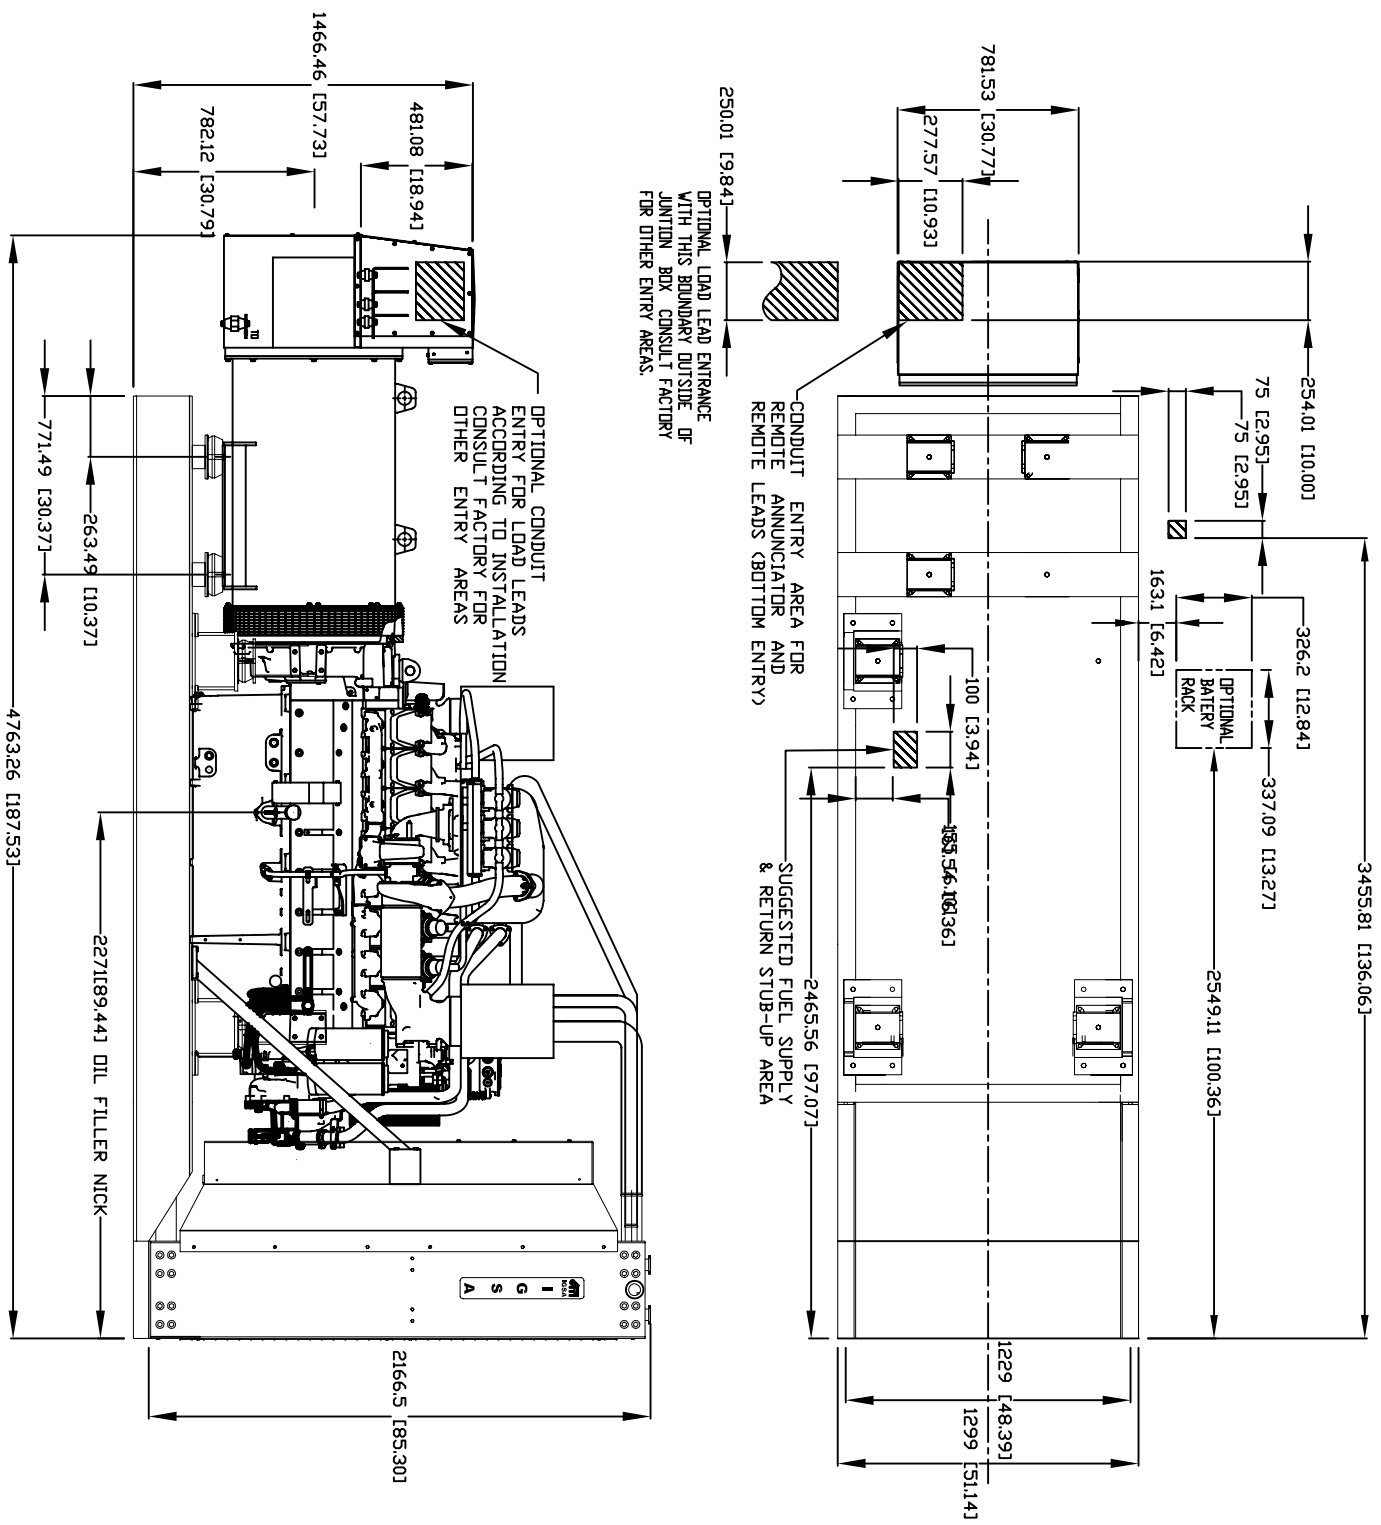 3455.81 [136.06]
254.01 [10.00]
75 [2.95]
75 [2.95]
163.1 [6.42]
326.2 [12.84]
337.09 [13.27]
2549.11 [100.36]
OPTIONAL
BATERY
RACK
781.53 [30.77]
277.57 [10.93]
250.01 [9.84]
100 [3.94]
2465.56 [97.07]
1229 [48.39]
1299 [51.14]
OPTIONAL LOAD LEAD ENTRANCE
WITH THIS BOUNDARY OUTSIDE OF
JUNTION BOX CONSULT FACTORY
FOR OTHER ENTRY AREAS.
CONDUIT ENTRY AREA FOR
REMOTE ANNUNCIATOR AND
REMOTE LEADS (BOTTOM ENTRY)
SUGGESTED FUEL SUPPLY
& RETURN STUB-UP AREA
OPTIONAL CONDUIT
ENTRY FOR LOAD LEADS
ACCORDING TO INSTALLATION
CONSULT FACTORY FOR
OTHER ENTRY AREAS
1466.46 [57.73]
481.08 [18.94]
782.12 [30.79]
263.49 [10.37]
771.49 [30.37]
2271[89.44] OIL FILLER NICK
4763.26 [187.53]
2166.5 [85.30]
IGSA
I G S A